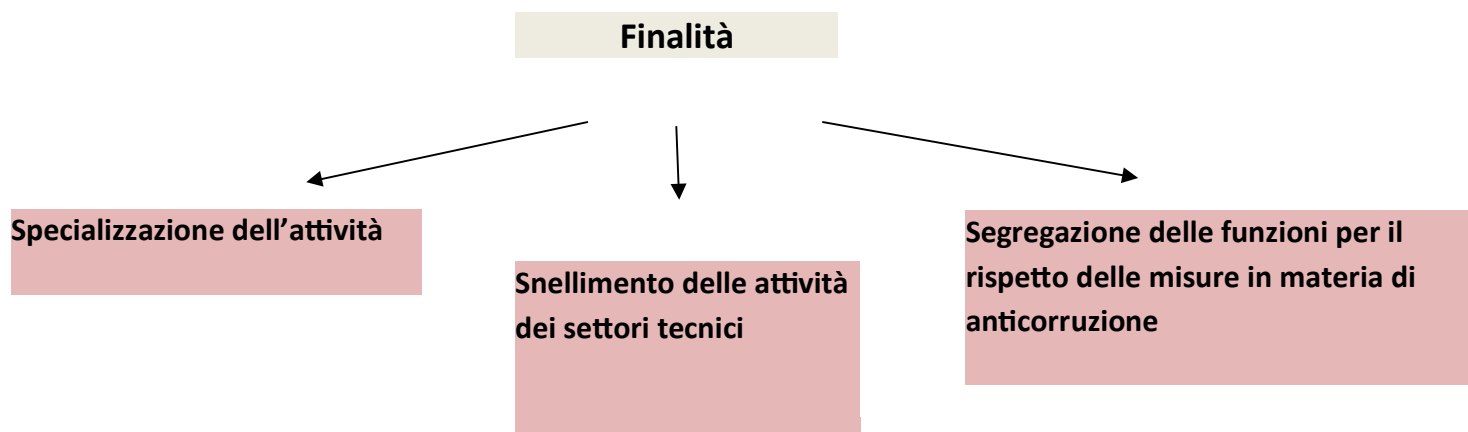 Finalità
Specializzazione dell’attività
Snellimento delle attività
dei settori tecnici
Segregazione delle funzioni per il
rispetto delle misure in materia di
anticorruzione